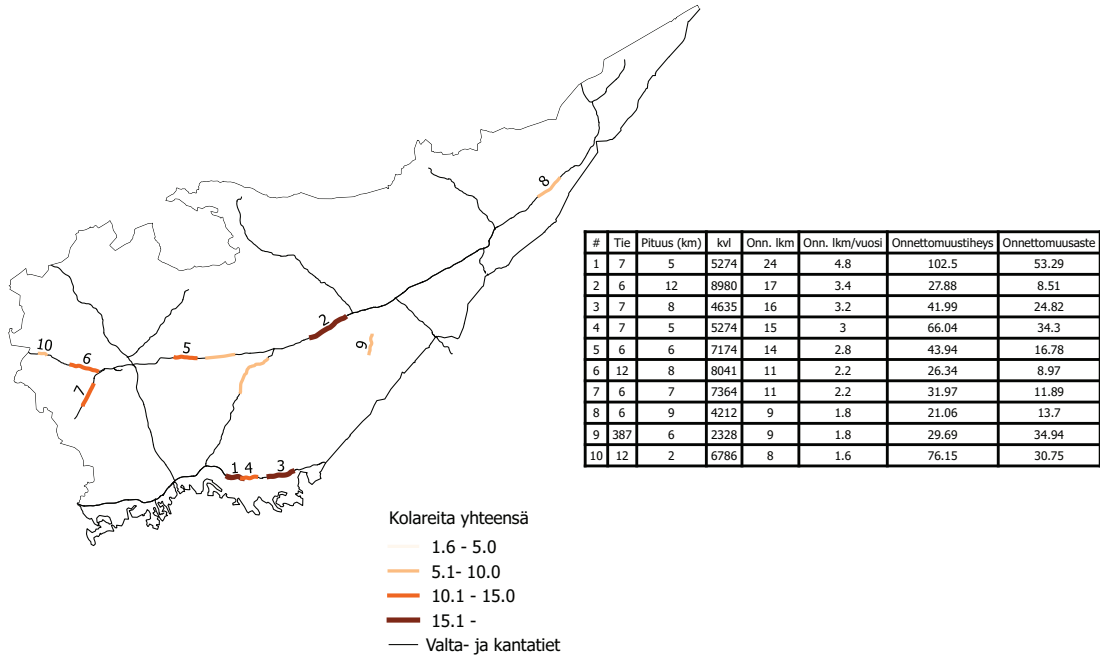 8
2
9
10
6
5
7
1 4 3
# Tie Pituus (km) kvl Onn. lkm Onn. lkm/vuosi Onnettomuustiheys Onnettomuusaste
1 7 5 5274 24 4.8 102.5 53.29
2 6 12 8980 17 3.4 27.88 8.51
3 7 8 4635 16 3.2 41.99 24.82
4 7 5 5274 15 3 66.04 34.3
5 6 6 7174 14 2.8 43.94 16.78
6 12 8 8041 11 2.2 26.34 8.97
7 6 7 7364 11 2.2 31.97 11.89
8 6 9 4212 9 1.8 21.06 13.7
9 387 6 2328 9 1.8 29.69 34.94
10 12 2 6786 8 1.6 76.15 30.75
Kolareita yhteensä
1.6 - 5.0
5.1- 10.0
10.1 - 15.0
15.1 -
Valta- ja kantatiet